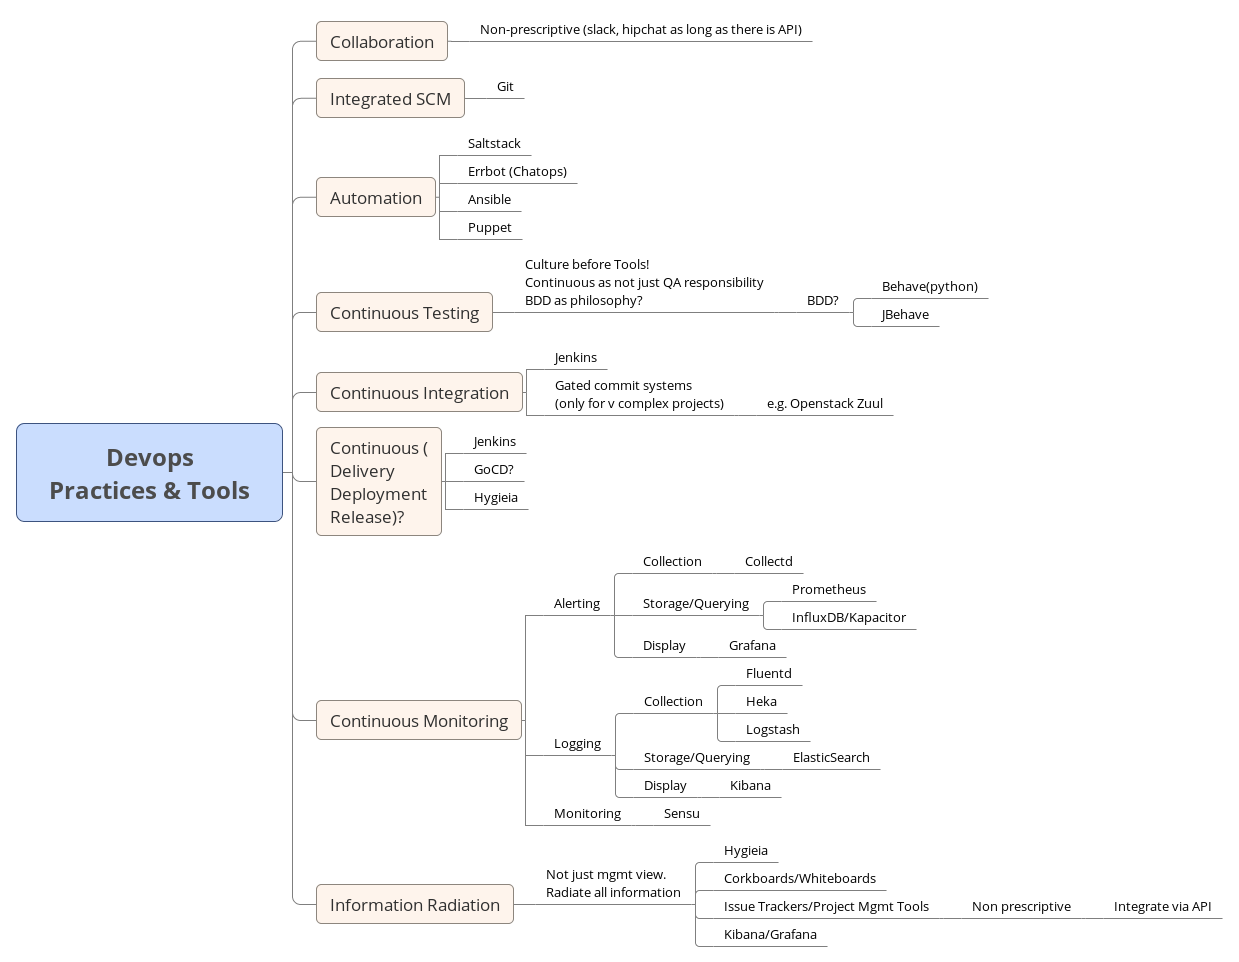 Devops
Practices & Tools
Collaboration
Non-prescriptive (slack, hipchat as long as there is API)
Integrated SCM
Git
Automation
Saltstack
Errbot (Chatops)
Ansible
Puppet
Continuous Testing
Culture before Tools!
Continuous as not just QA responsibility
BDD as philosophy?
BDD?
Behave(python)
JBehave
Continuous Integration
Jenkins
Gated commit systems
(only for v complex projects)
e.g. Openstack Zuul
Continuous (
Delivery
Deployment
Release)?
Jenkins
GoCD?
Hygieia
Continuous Monitoring
Alerting
Collection
Collectd
Storage/Querying
Prometheus
InfluxDB/Kapacitor
Display
Grafana
Logging
Collection
Fluentd
Heka
Logstash
Storage/Querying
ElasticSearch
Display
Kibana
Monitoring
Sensu
Information Radiation
Not just mgmt view.
Radiate all information
Hygieia
Corkboards/Whiteboards
Issue Trackers/Project Mgmt Tools
Non prescriptive
Integrate via API
Kibana/Grafana